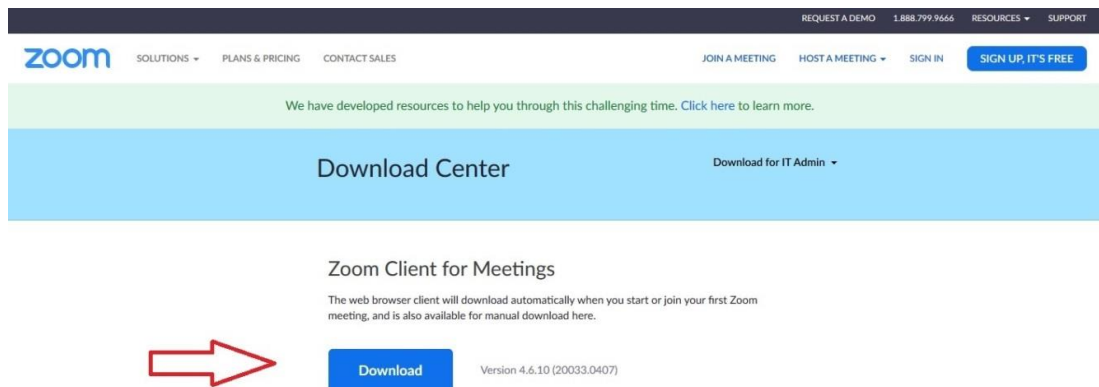 REQUEST A DEMO 1.888.799.9666 RESOURCES SUPPORT
zoom SOLUTIONS PLANS & PRICING CONTACT SALES JOIN A MEETING HOST A MEETING SIGN IN SIGN UP, IT'S FREE
We have developed resources to help you through this challenging time. Click here to learn more.
Download Center Download for IT Admin
Zoom Client for Meetings
The web browser client will download automatically when you start or join your first Zoom
meeting, and is also available for manual download here.
Download Version 4.6.10 (20033.0407)